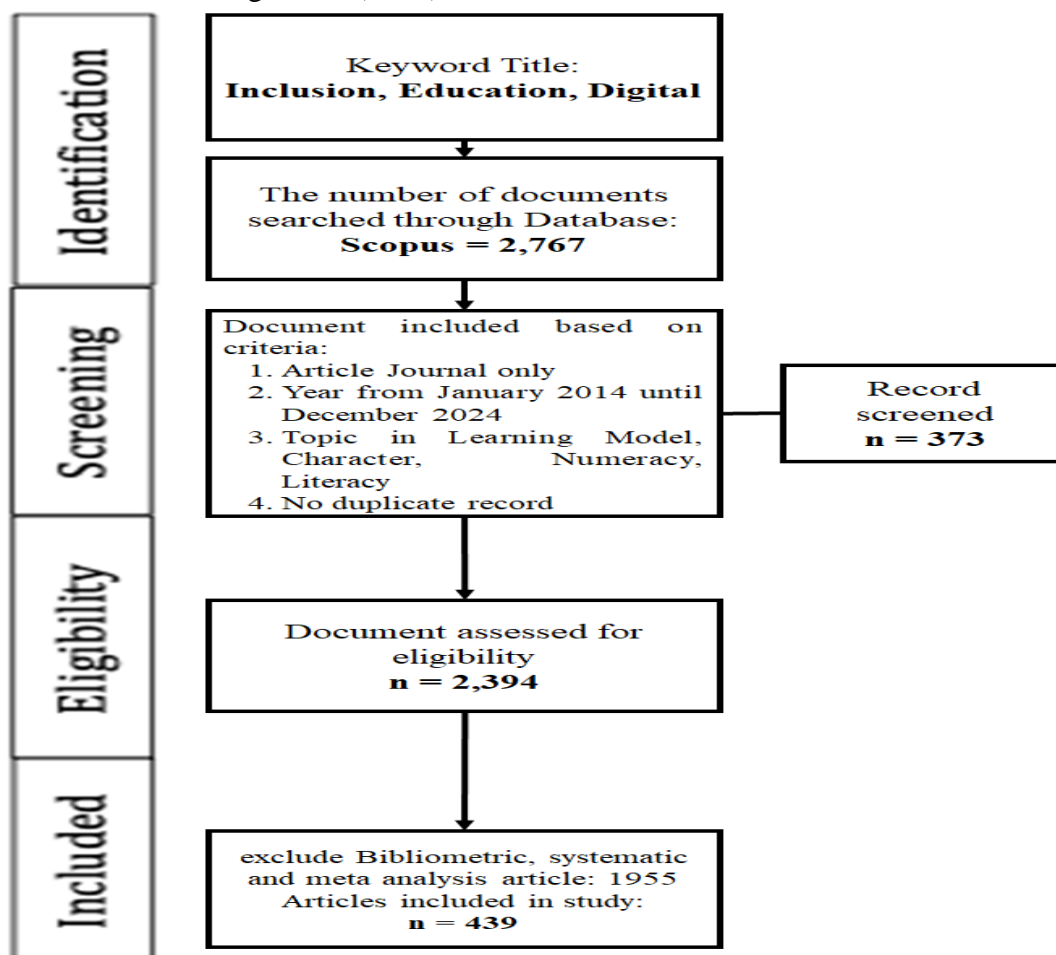 Identification
Keyword Title:
Inclusion, Education, Digital
The number of documents
searched through Database:
Scopus = 2,767
Screening
Document included based on
criteria:
1. Article Journal only
2. Year from January 2014 until
December 2024
3. Topic in Learning Model,
Character, Numeracy,
Literacy
4. No duplicate record
Record
screened
n = 373
Eligibility
Document assessed for
eligibility
n = 2,394
Included
exclude Bibliometric, systematic
and meta analysis article: 1955
Articles included in study:
n = 439